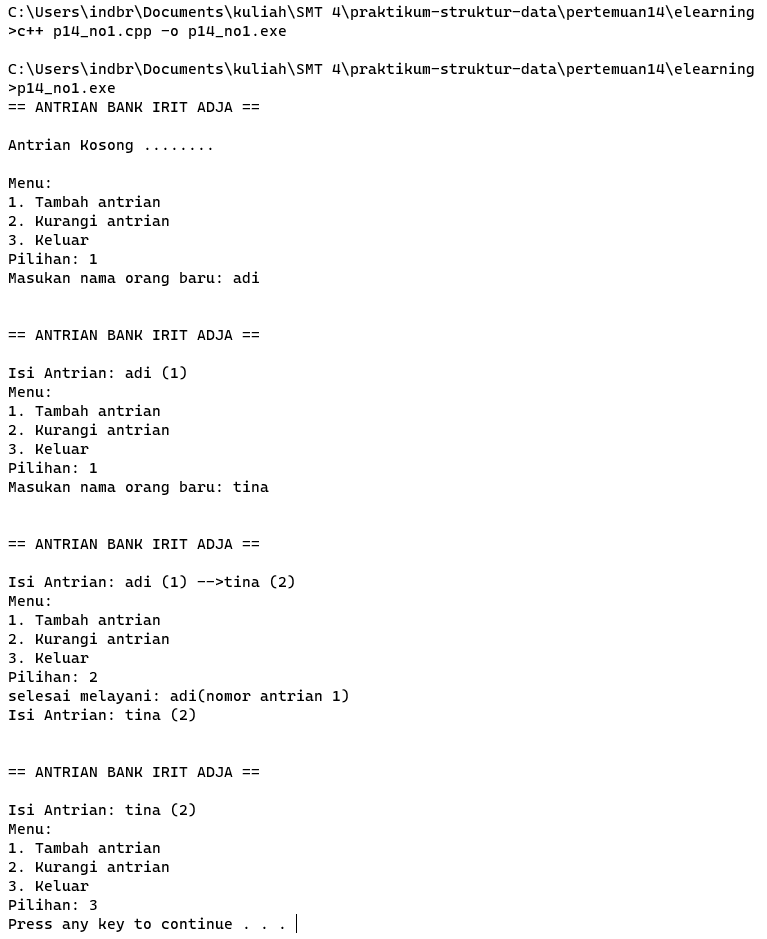 C:\Users\indbr\Documents\kuliah\SMT 4\praktikum-struktur-data\pertemuan14\elearning
>c++ p14_no1.cpp -o p14_no1.exe
C:\Users\indbr\Documents\kuliah\SMT 4\praktikum-struktur-data\pertemuan14\elearning
>p14_no1.exe
== ANTRIAN BANK IRIT ADJA ==
Antrian Kosong ........
Menu:
1. Tambah antrian
2. Kurangi antrian
3. Keluar
Pilihan: 1
Masukan nama orang baru: adi
== ANTRIAN BANK IRIT ADJA ==
Isi Antrian: adi (1)
Menu:
1. Tambah antrian
2. Kurangi antrian
3. Keluar
Pilihan: 1
Masukan nama orang baru: tina
== ANTRIAN BANK IRIT ADJA ==
Isi Antrian: adi (1) -->tina (2)
Menu:
1. Tambah antrian
2. Kurangi antrian
3. Keluar
Pilihan: 2
selesai melayani: adi(nomor antrian 1)
Isi Antrian: tina (2)
== ANTRIAN BANK IRIT ADJA ==
Isi Antrian: tina (2)
Menu:
1. Tambah antrian
2. Kurangi antrian
3. Keluar
Pilihan: 3
Press any key to continue . . .